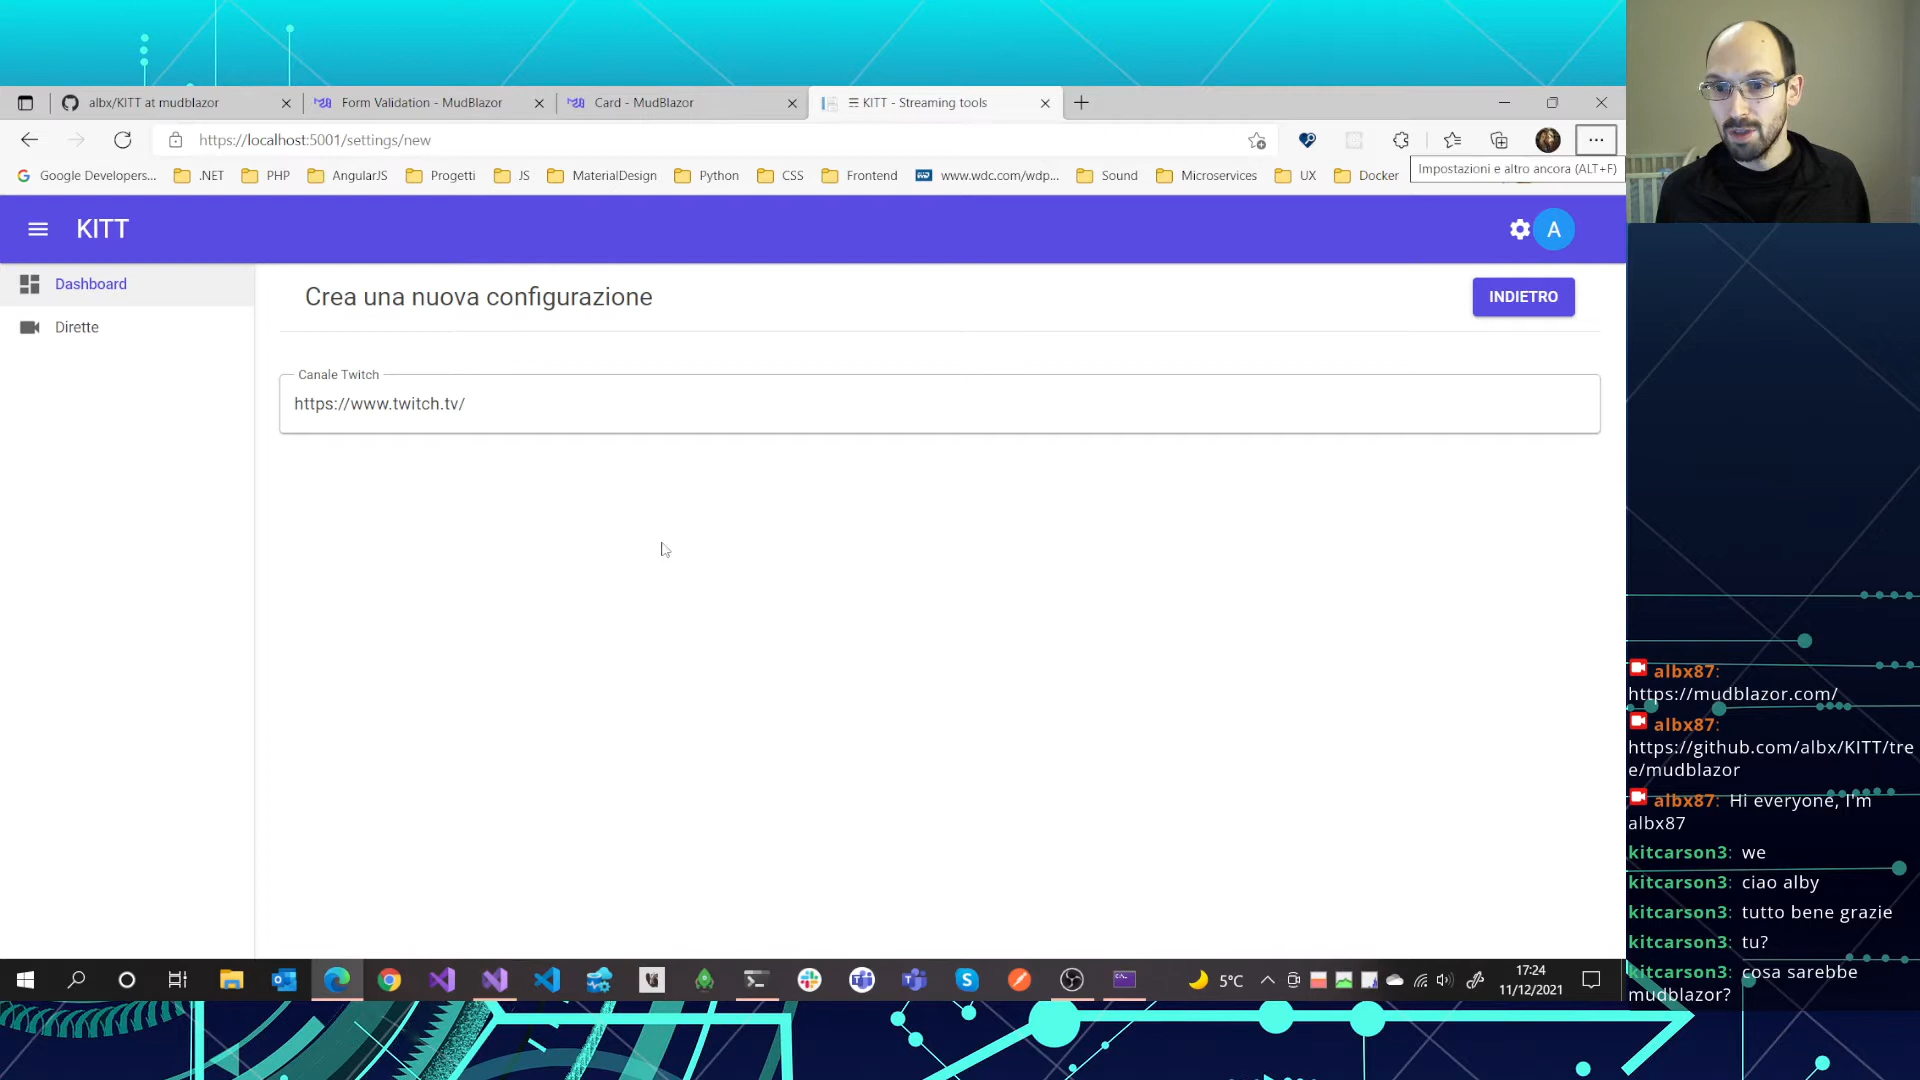 albx/KITT at mudblazor
Form Validation - MudBlazor
Card - MudBlazor
☰ KITT - Streaming tools
https://localhost:5001/settings/new
Google Developers...
.NET
PHP
AngularJS
Progetti
JS
MaterialDesign
Python
CSS
Frontend
www.wdc.com/wdp...
Sound
Microservices
UX
Docker
Impostazioni e altro ancora (ALT+F)
KITT
A
Dashboard
Dirette
Crea una nuova configurazione
INDIETRO
Canale Twitch
https://www.twitch.tv/
albx87:
https://mudblazor.com/
albx87:
https://github.com/albx/KITT/tre
e/mudblazor
albx87: Hi everyone, I'm
albx87
kitcarson3: we
kitcarson3: ciao alby
kitcarson3: tutto bene grazie
kitcarson3: tu?
kitcarson3: cosa sarebbe
mudblazor?
5°C
17:24
11/12/2021